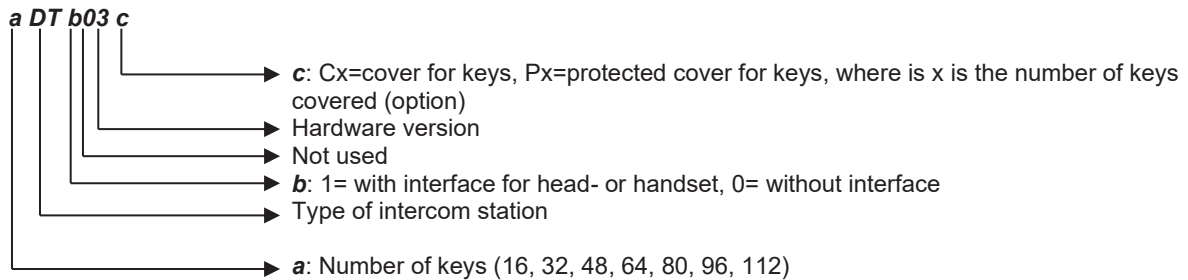 a DT b03 c
c: Cx=cover for keys, Px=protected cover for keys, where is x is the number of keys
covered (option)
Hardware version
Not used
b: 1= with interface for head- or handset, 0= without interface
Type of intercom station
a: Number of keys (16, 32, 48, 64, 80, 96, 112)